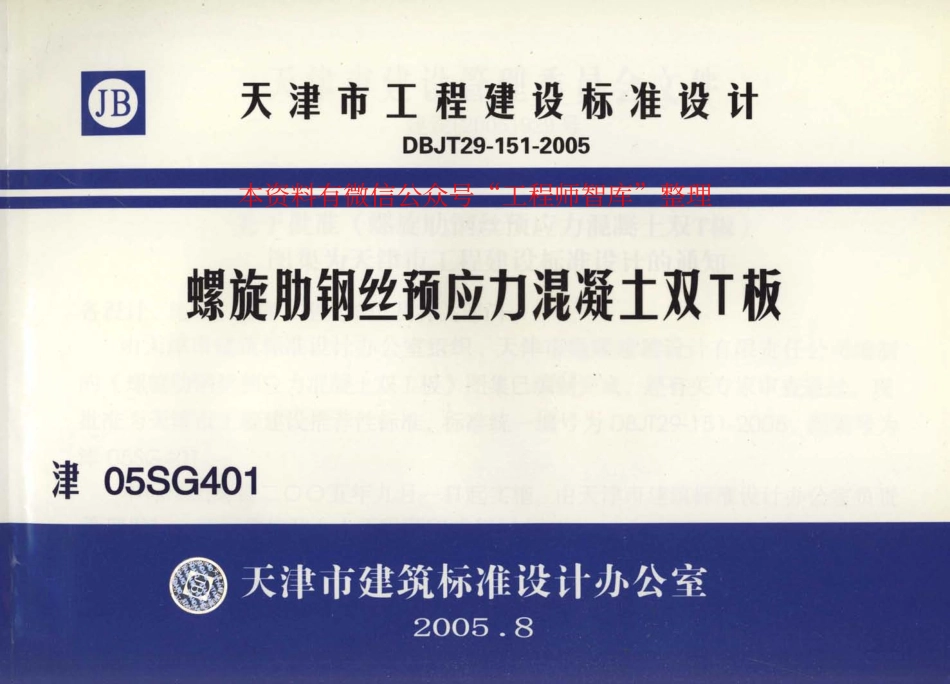 JB
天津市工程建设标准设计
DBJT29-151-2005
本资料有微信公众号“工程师智库”整理
螺旋肋钢丝预应力混凝土双T板
津 05SG401
天津市建筑标准设计办公室
2005.8